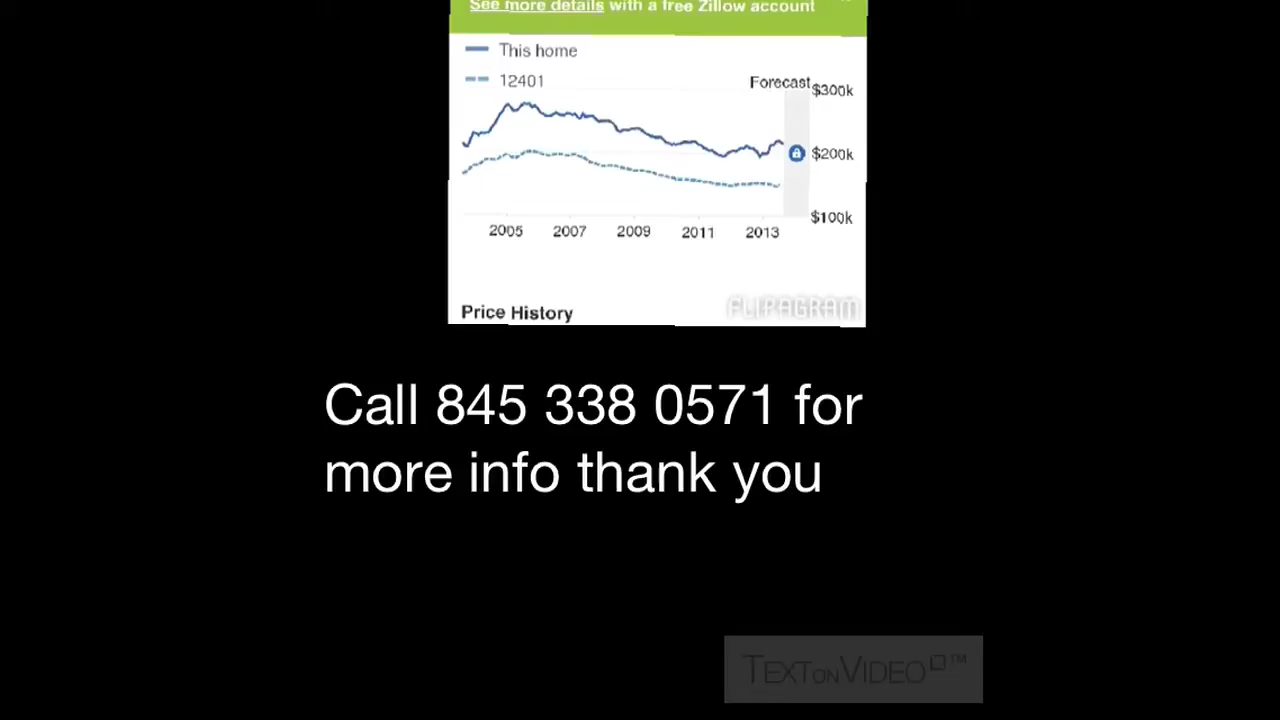 See more details with a free Zillow account
This home
12401
Forecast
$300k
$200k
$100k
2005 2007 2009 2011 2013
Price History
FLIPAGRAM
Call 845 338 0571 for
more info thank you
TEXTONVIDEO™